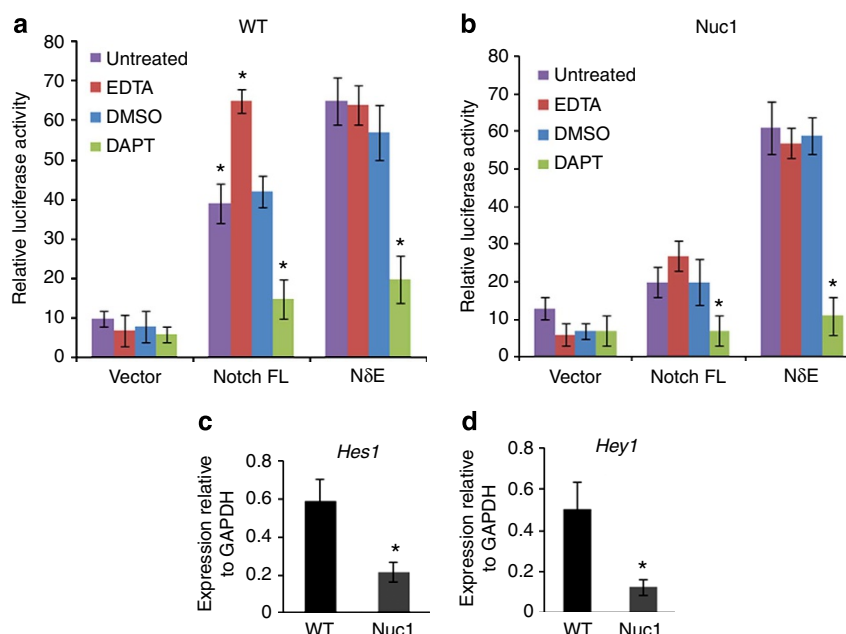 a
WT
Relative luciferase activity
80
70
60
50
40
30
20
10
0
Untreated
EDTA
DMSO
DAPT
*
*
*
*
Vector
Notch FL
NδE
b
Nuc1
Relative luciferase activity
80
70
60
50
40
30
20
10
0
Untreated
EDTA
DMSO
DAPT
*
*
Vector
Notch FL
NδE
c
Hes1
Expression relative
to GAPDH
0.8
0.6
0.4
0.2
0
*
WT
Nuc1
d
Hey1
Expression relative
to GAPDH
0.8
0.6
0.4
0.2
0
*
WT
Nuc1